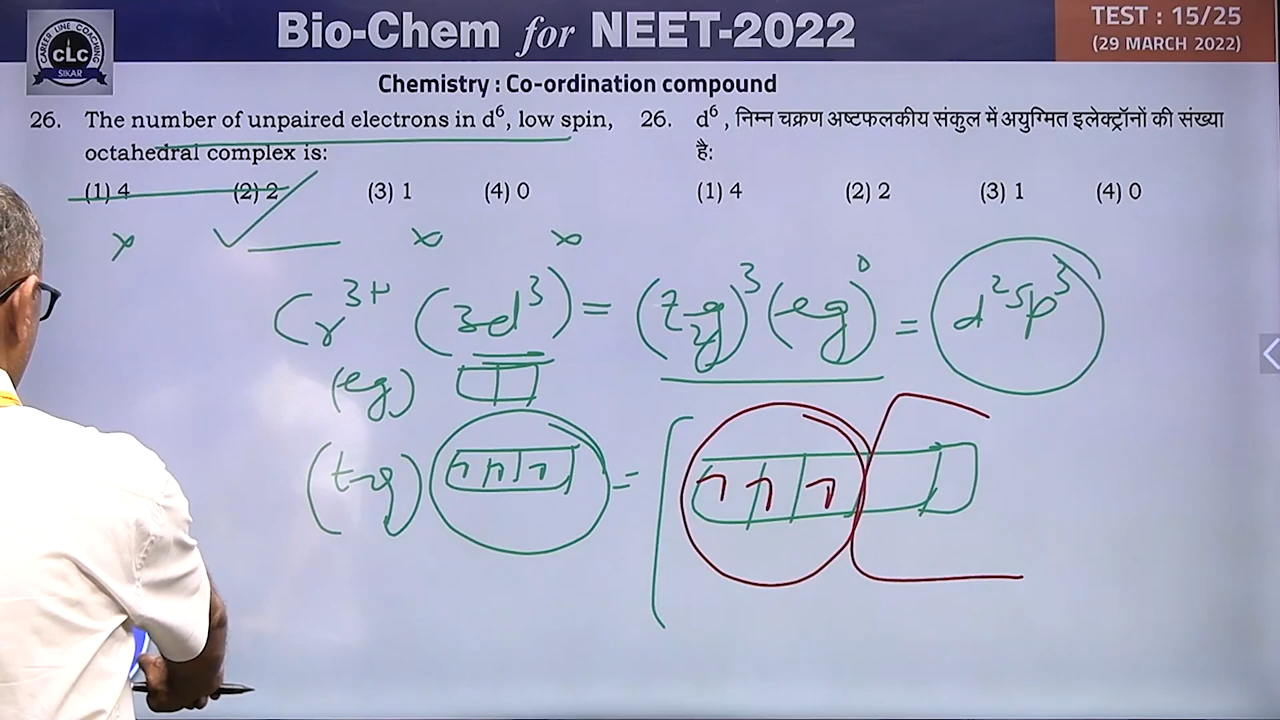 CAREER LINE COACHING
CLC
SIKAR
Bio-Chem for NEET-2022
TEST : 15/25
(29 MARCH 2022)
Chemistry : Co-ordination compound
26. The number of unpaired electrons in d⁶, low spin,
octahedral complex is:
(1) 4 (2) 2 (3) 1 (4) 0
26. d⁶ , निम्न चक्रण अष्टफलकीय संकुल में अयुग्मित इलेक्ट्रॉनों की संख्या
है:
(1) 4 (2) 2 (3) 1 (4) 0
Cr³⁺ (3d³) = (t₂g)³ (eg)⁰ = d²sp³
(eg)
(t₂g) =